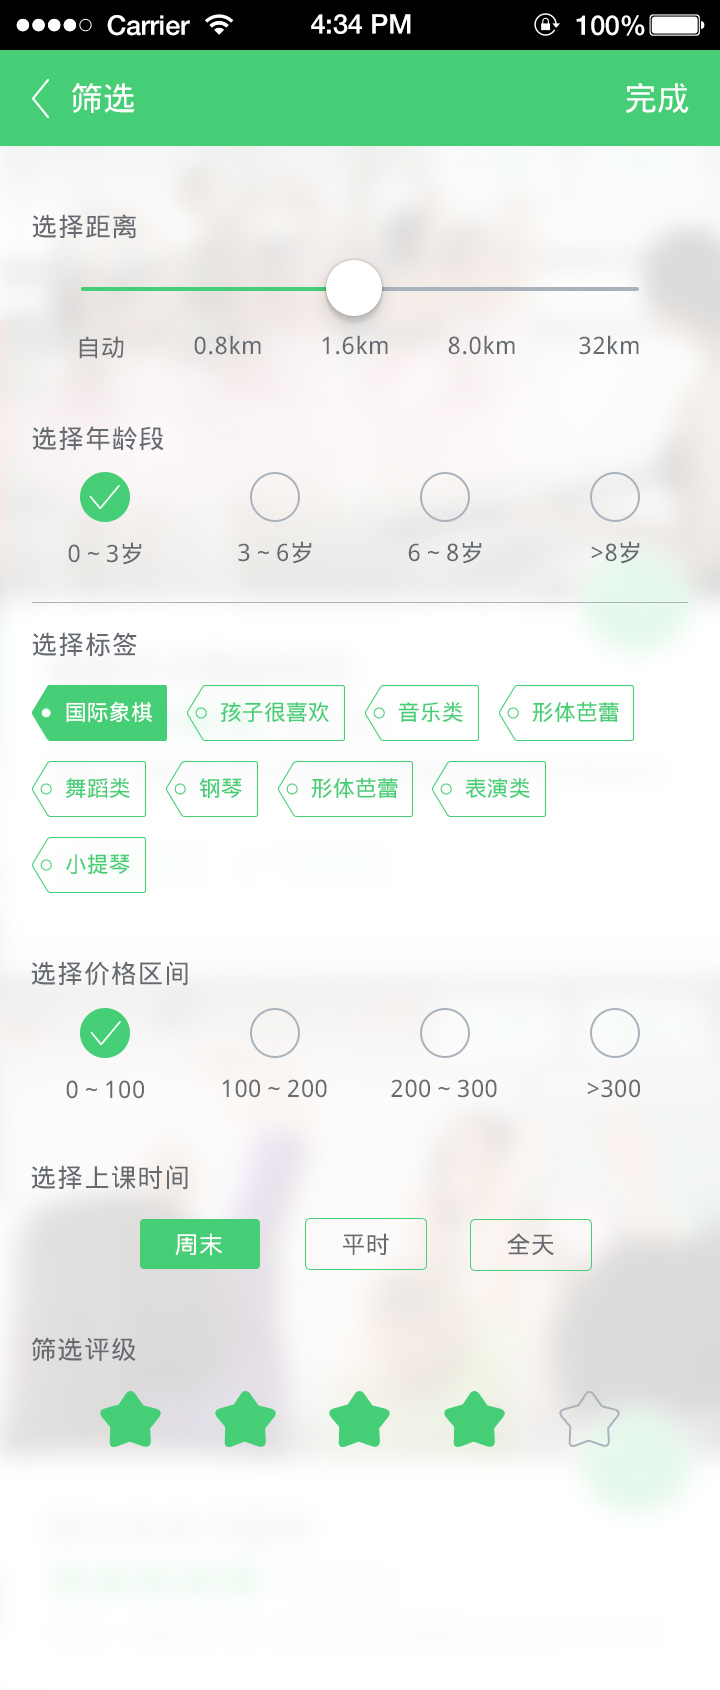 Carrier 4:34 PM 100%
筛选 完成
选择距离
自动 0.8km 1.6km 8.0km 32km
选择年龄段
0 ~ 3岁 3 ~ 6岁 6 ~ 8岁 >8岁
选择标签
国际象棋 孩子很喜欢 音乐类 形体芭蕾
舞蹈类 钢琴 形体芭蕾 表演类
小提琴
选择价格区间
0 ~ 100 100 ~ 200 200 ~ 300 >300
选择上课时间
周末 平时 全天
筛选评级